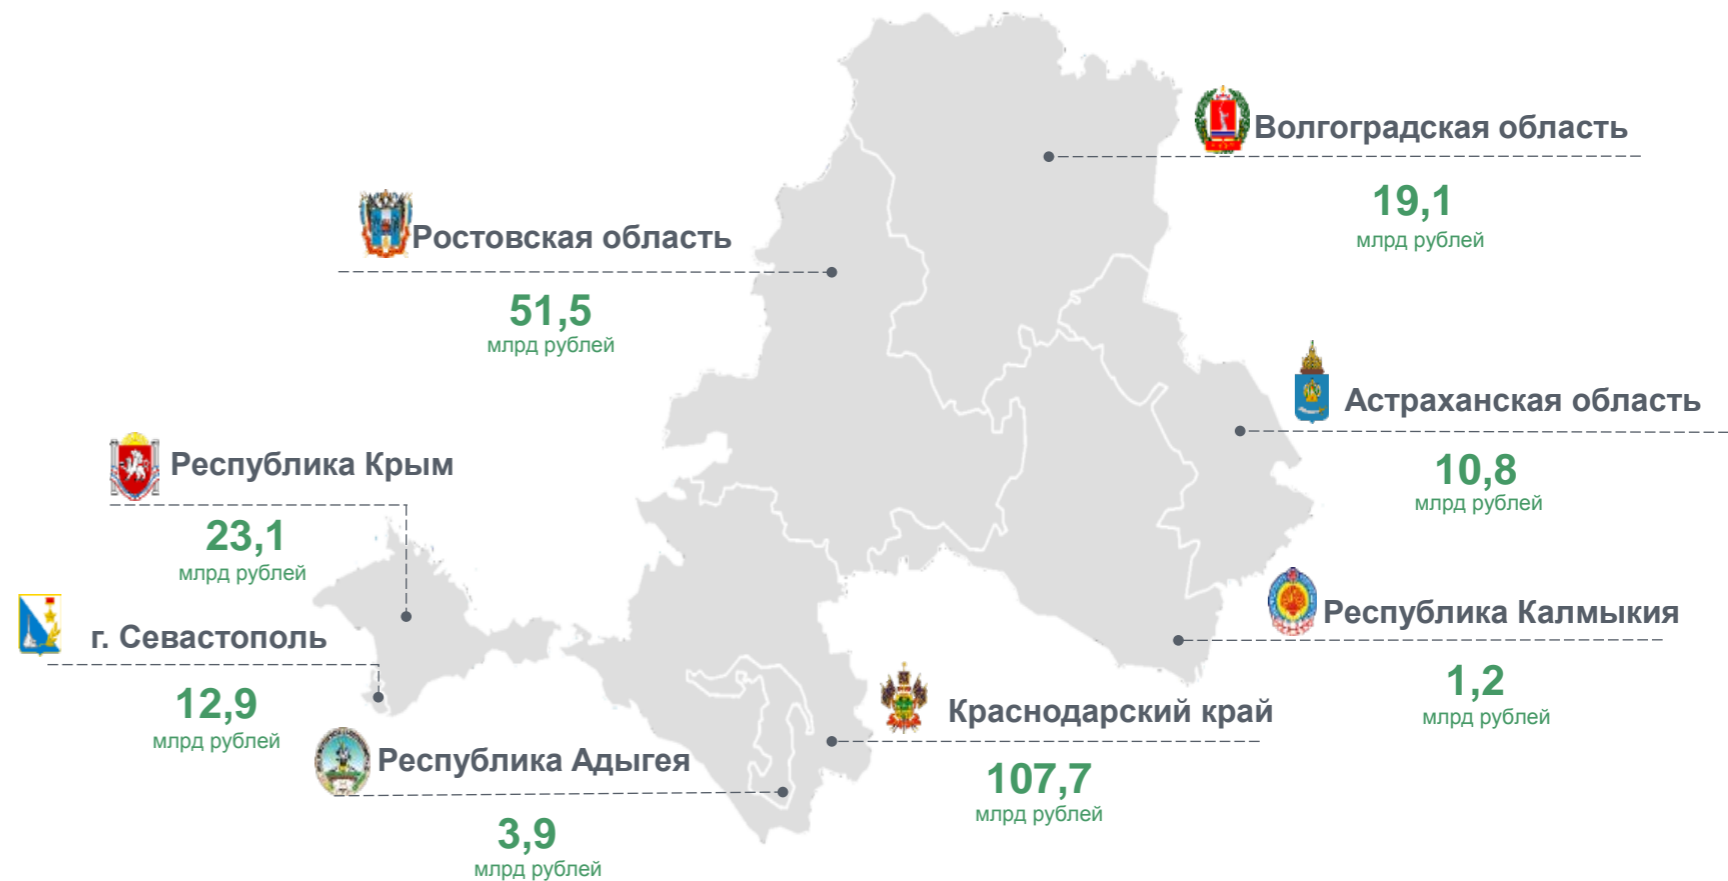 Волгоградская область
19,1
млрд рублей
Ростовская область
51,5
млрд рублей
Астраханская область
10,8
млрд рублей
Республика Крым
23,1
млрд рублей
Республика Калмыкия
1,2
млрд рублей
г. Севастополь
12,9
млрд рублей
Краснодарский край
107,7
млрд рублей
Республика Адыгея
3,9
млрд рублей